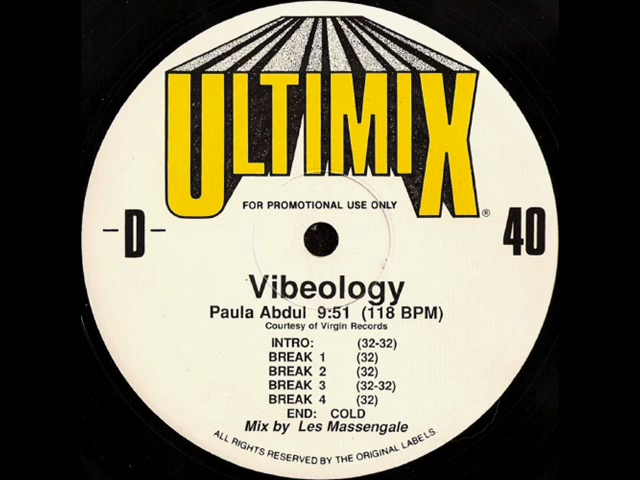 ULTIMIX®
FOR PROMOTIONAL USE ONLY
-D- 40
Vibeology
Paula Abdul 9:51 (118 BPM)
Courtesy of Virgin Records
INTRO: (32-32)
BREAK 1 (32)
BREAK 2 (32)
BREAK 3 (32-32)
BREAK 4 (32)
END: COLD
Mix by Les Massengale
ALL RIGHTS RESERVED BY THE ORIGINAL LABELS.